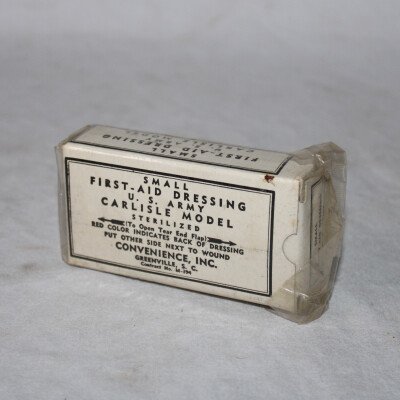 SMALL
FIRST-AID DRESSING
U. S. ARMY
CARLISLE MODEL
STERILIZED
(To Open Tear End Flap)
RED COLOR INDICATES BACK OF DRESSING
PUT OTHER SIDE NEXT TO WOUND
CONVENIENCE, INC.
GREENVILLE, S. C.
SMALL
FIRST-AID DRESSING